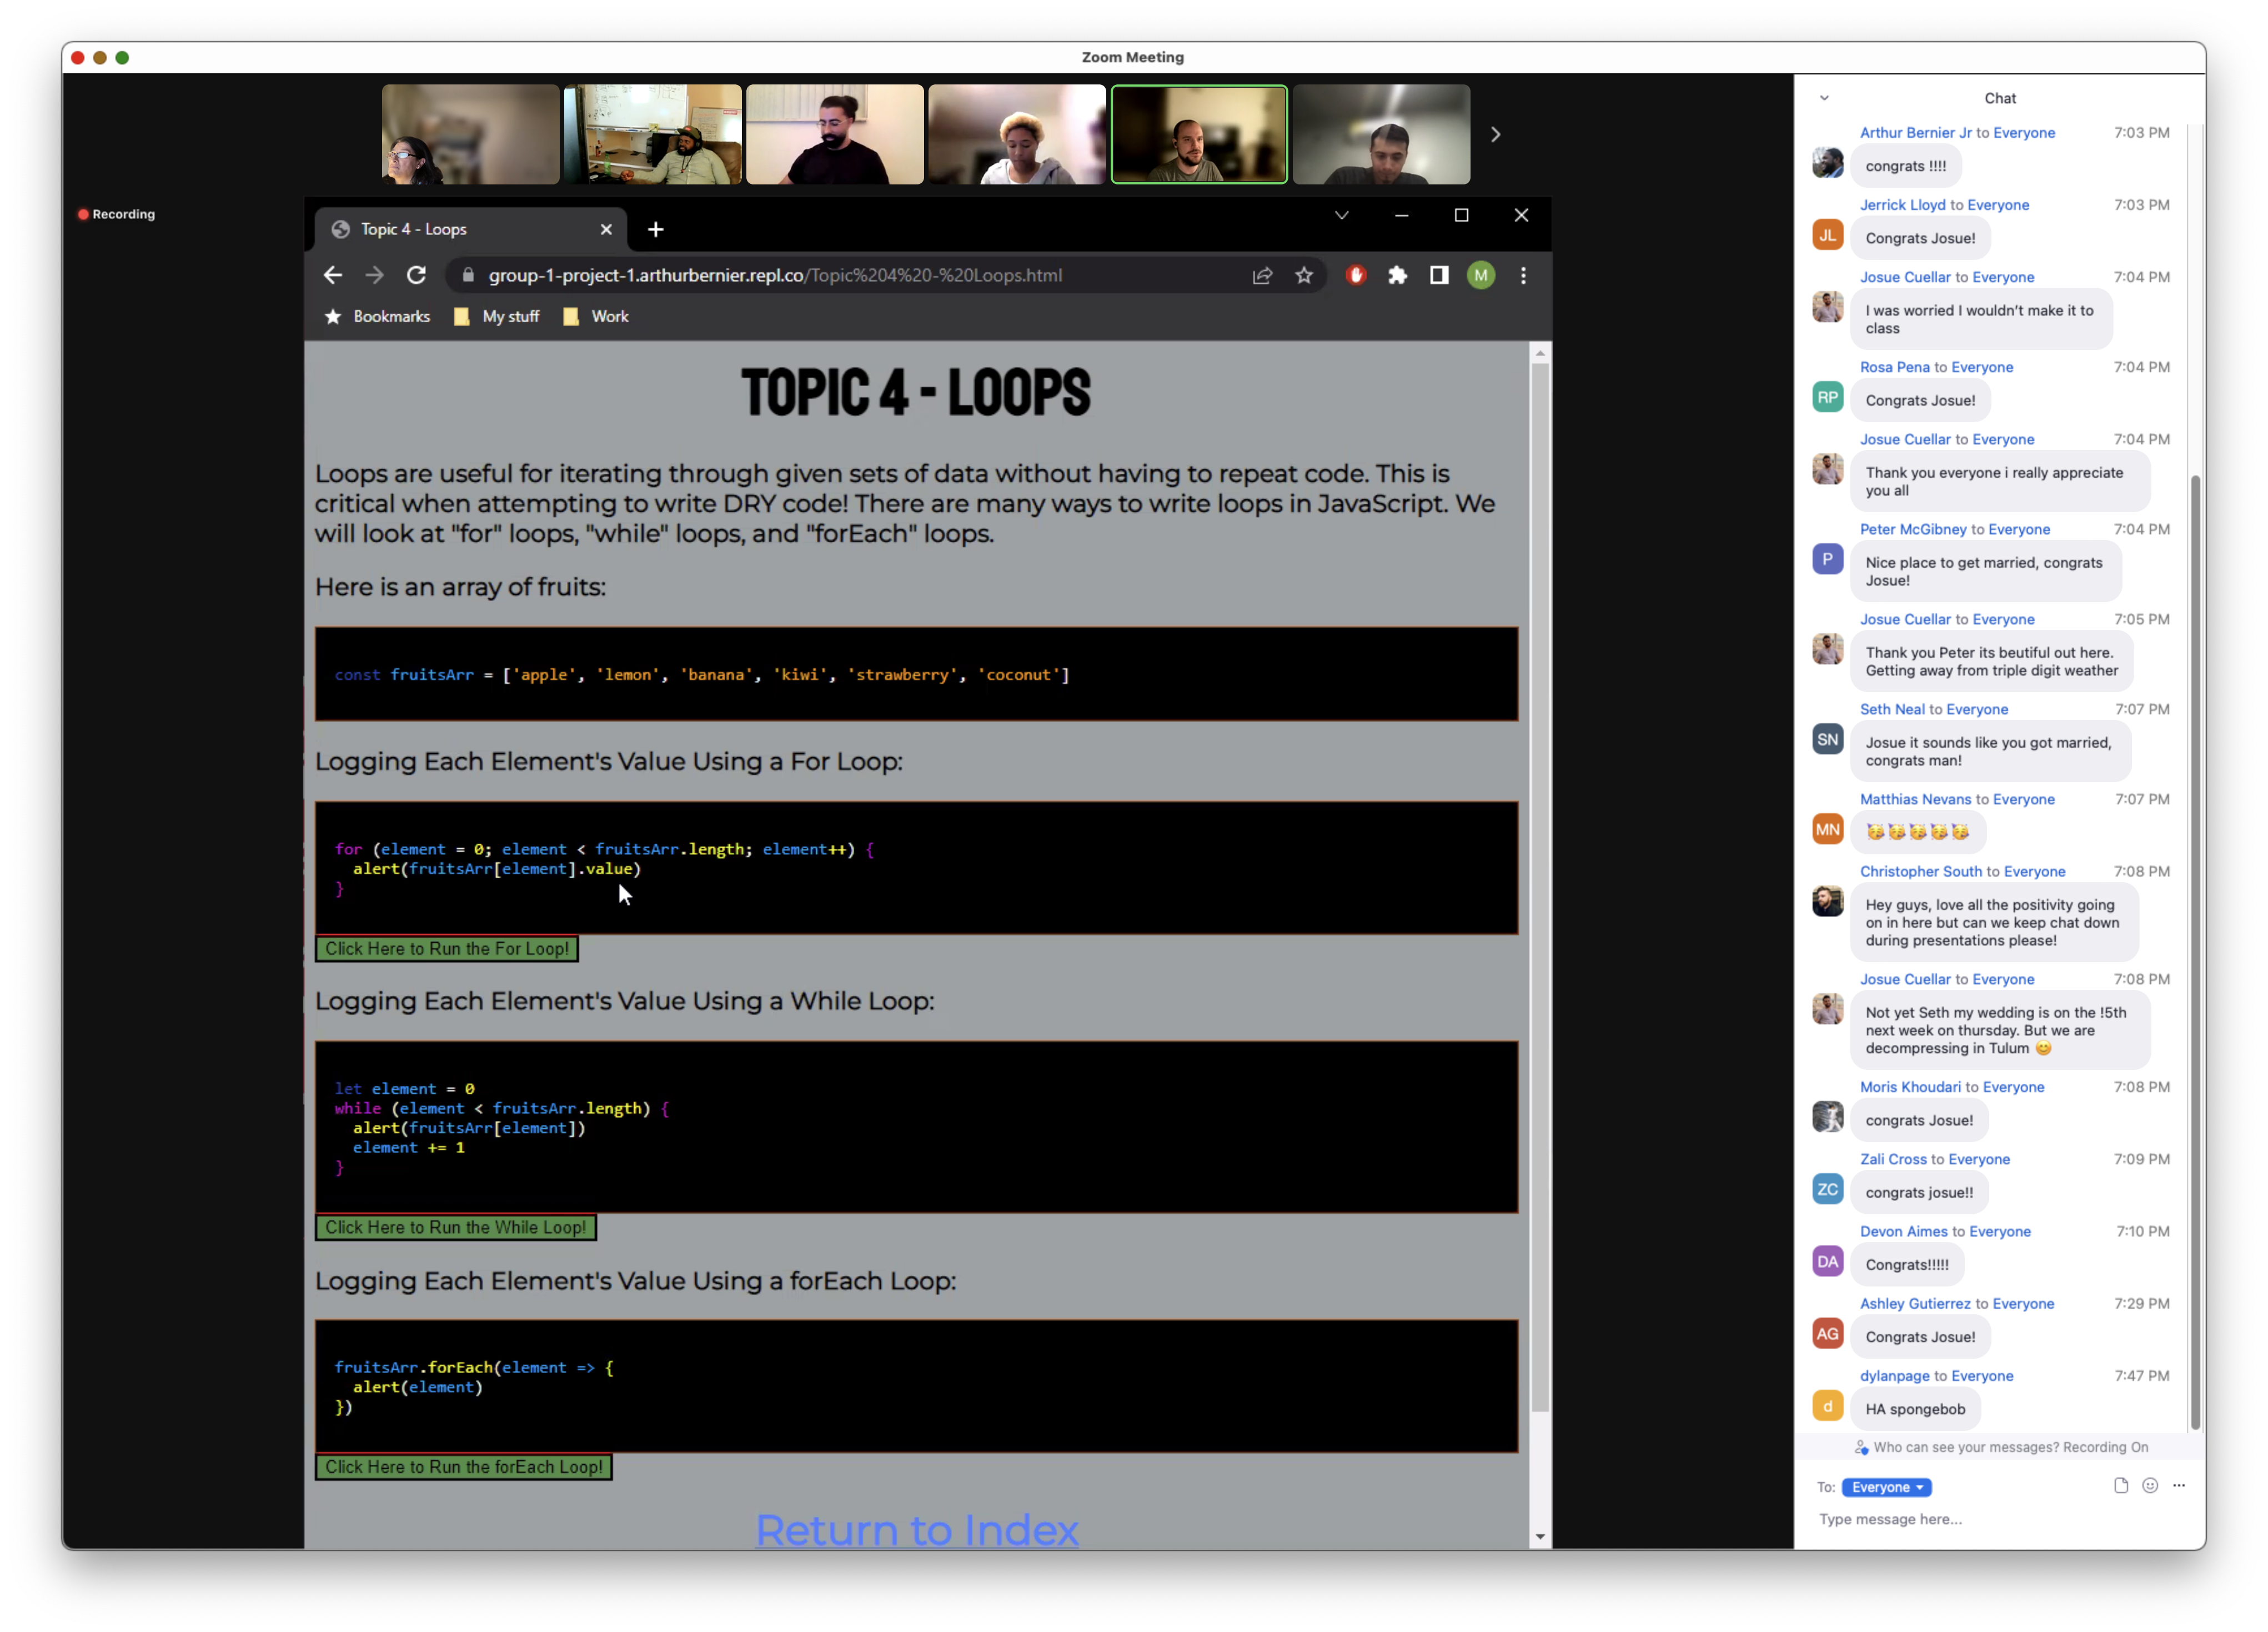 Zoom Meeting
Recording
Topic 4 - Loops
group-1-project-1.arthurbernier.repl.co/Topic%204%20-%20Loops.html
M
Bookmarks
My stuff
Work
TOPIC 4 - LOOPS
Loops are useful for iterating through given sets of data without having to repeat code. This is
critical when attempting to write DRY code! There are many ways to write loops in JavaScript. We
will look at "for" loops, "while" loops, and "forEach" loops.
Here is an array of fruits:
const fruitsArr = ['apple', 'lemon', 'banana', 'kiwi', 'strawberry', 'coconut']
Logging Each Element's Value Using a For Loop:
for (element = 0; element < fruitsArr.length; element++) {
alert(fruitsArr[element].value)
}
Click Here to Run the For Loop!
Logging Each Element's Value Using a While Loop:
let element = 0
while (element < fruitsArr.length) {
alert(fruitsArr[element])
element += 1
}
Click Here to Run the While Loop!
Logging Each Element's Value Using a forEach Loop:
fruitsArr.forEach(element => {
alert(element)
})
Click Here to Run the forEach Loop!
Return to Index
Chat
Arthur Bernier Jr to Everyone 7:03 PM
congrats !!!!
Jerrick Lloyd to Everyone 7:03 PM
JL
Congrats Josue!
Josue Cuellar to Everyone 7:04 PM
I was worried I wouldn't make it to
class
Rosa Pena to Everyone 7:04 PM
RP
Congrats Josue!
Josue Cuellar to Everyone 7:04 PM
Thank you everyone i really appreciate
you all
Peter McGibney to Everyone 7:04 PM
P
Nice place to get married, congrats
Josue!
Josue Cuellar to Everyone 7:05 PM
Thank you Peter its beutiful out here.
Getting away from triple digit weather
Seth Neal to Everyone 7:07 PM
SN
Josue it sounds like you got married,
congrats man!
Matthias Nevans to Everyone 7:07 PM
MN
🥳🥳🥳🥳🥳
Christopher South to Everyone 7:08 PM
Hey guys, love all the positivity going
on in here but can we keep chat down
during presentations please!
Josue Cuellar to Everyone 7:08 PM
Not yet Seth my wedding is on the !5th
next week on thursday. But we are
decompressing in Tulum 😊
Moris Khoudari to Everyone 7:08 PM
congrats Josue!
Zali Cross to Everyone 7:09 PM
ZC
congrats josue!!
Devon Aimes to Everyone 7:10 PM
DA
Congrats!!!!!
Ashley Gutierrez to Everyone 7:29 PM
AG
Congrats Josue!
dylanpage to Everyone 7:47 PM
d
HA spongebob
Who can see your messages? Recording On
To: Everyone
Type message here...